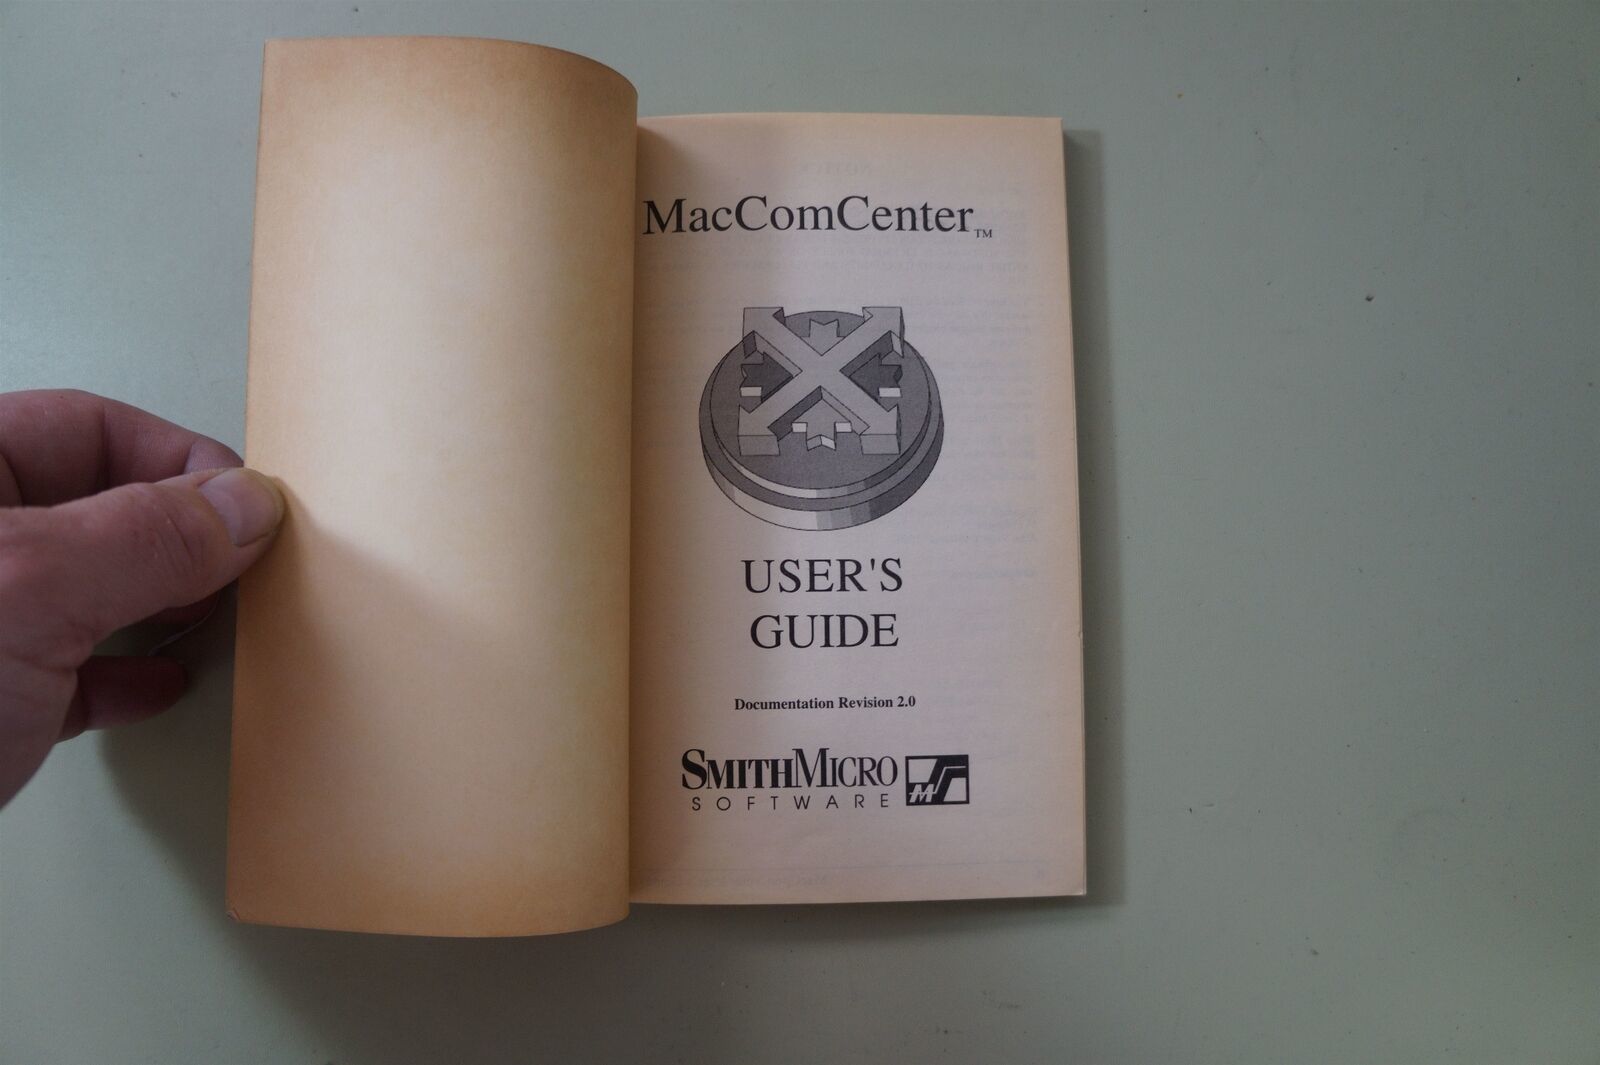 MacComCenter™
USER'S
GUIDE
Documentation Revision 2.0
SMITHMICRO
SOFTWARE